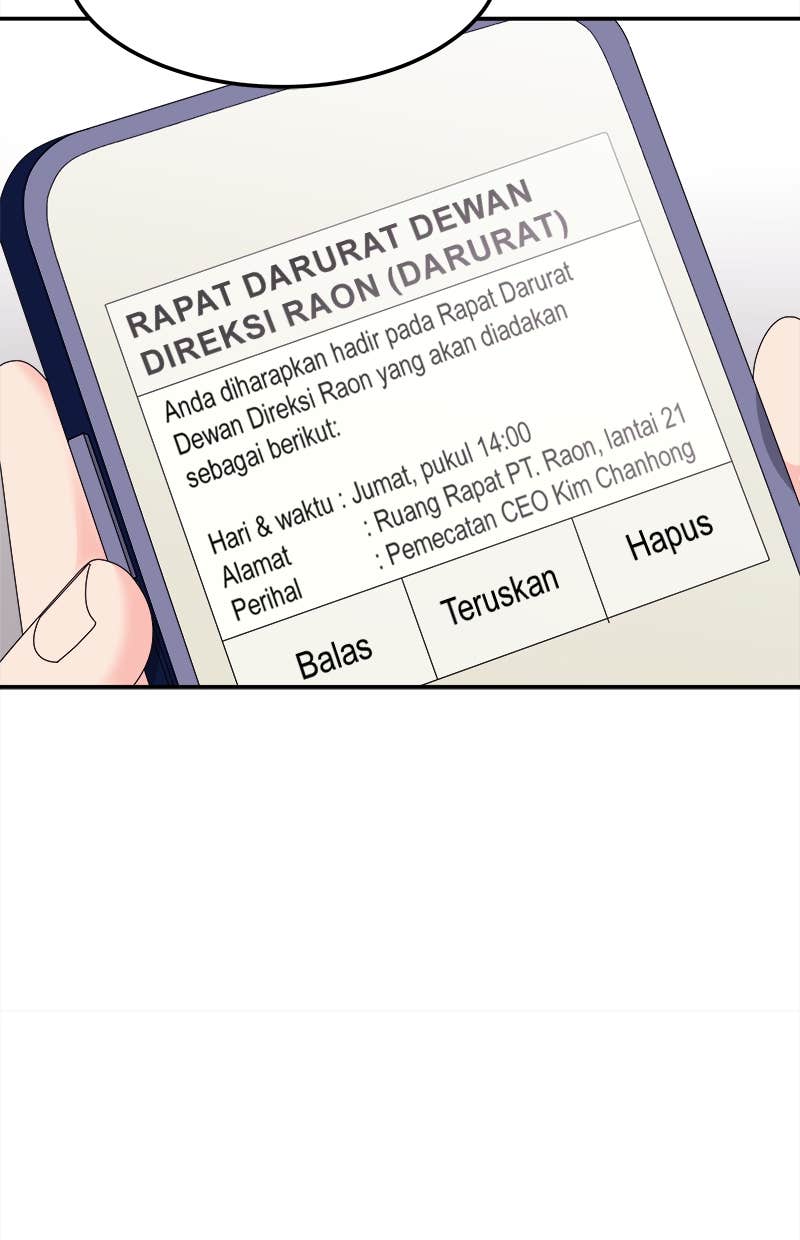 RAPAT DARURAT DEWAN
DIREKSI RAON (DARURAT)
Anda diharapkan hadir pada Rapat Darurat
Dewan Direksi Raon yang akan diadakan
sebagai berikut:
Hari & waktu : Jumat, pukul 14:00
Alamat : Ruang Rapat PT. Raon, lantai 21
Perihal : Pemecatan CEO Kim Chanhong
Balas
Teruskan
Hapus